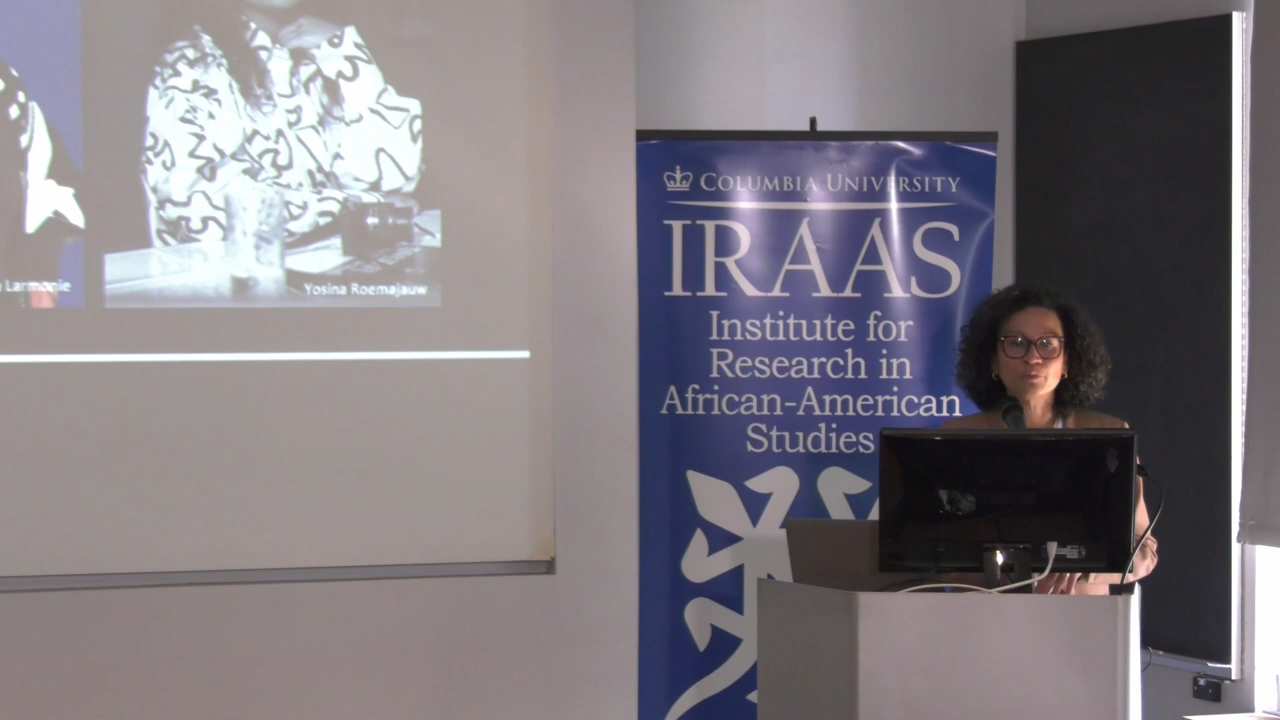 Larmonie
Yosina Roemajauw
COLUMBIA UNIVERSITY
IRAAS
Institute for
Research in
African-American
Studies